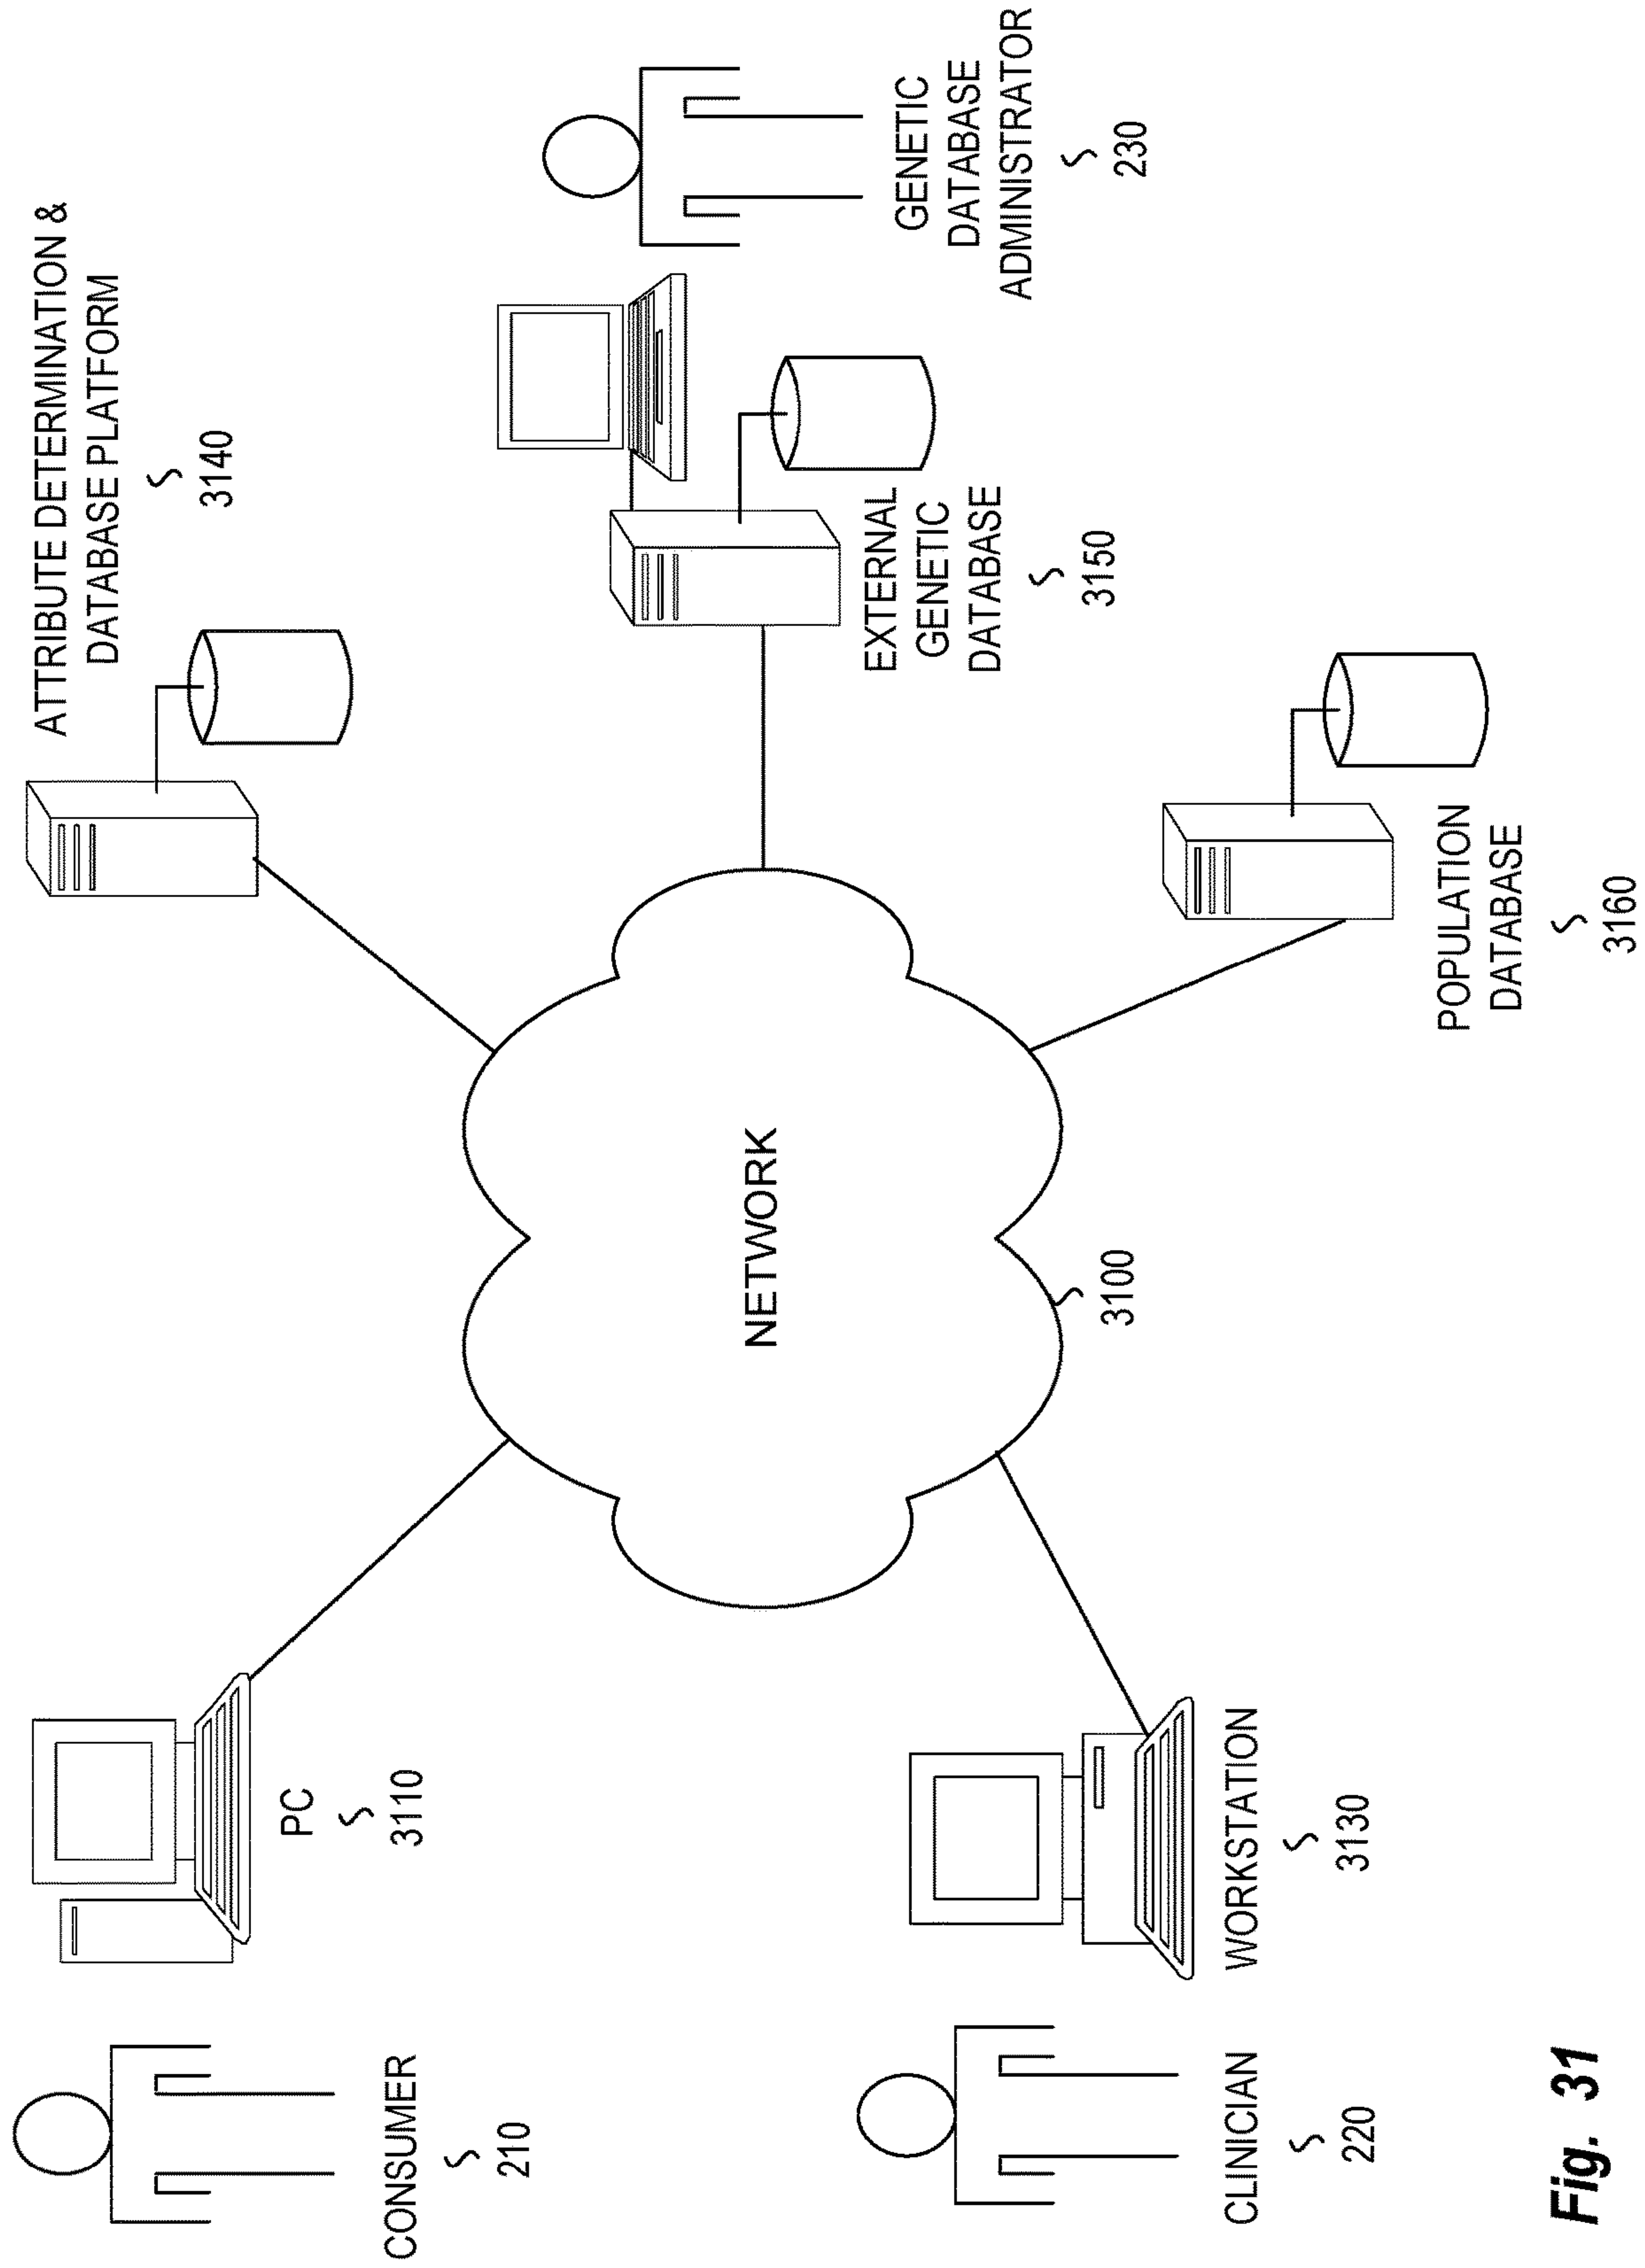 ATTRIBUTE DETERMINATION &
DATABASE PLATFORM
3140
CONSUMER
210
PC
3110
NETWORK
3100
EXTERNAL
GENETIC
DATABASE
3150
GENETIC
DATABASE
ADMINISTRATOR
230
CLINICIAN
220
WORKSTATION
3130
POPULATION
DATABASE
3160
Fig. 31